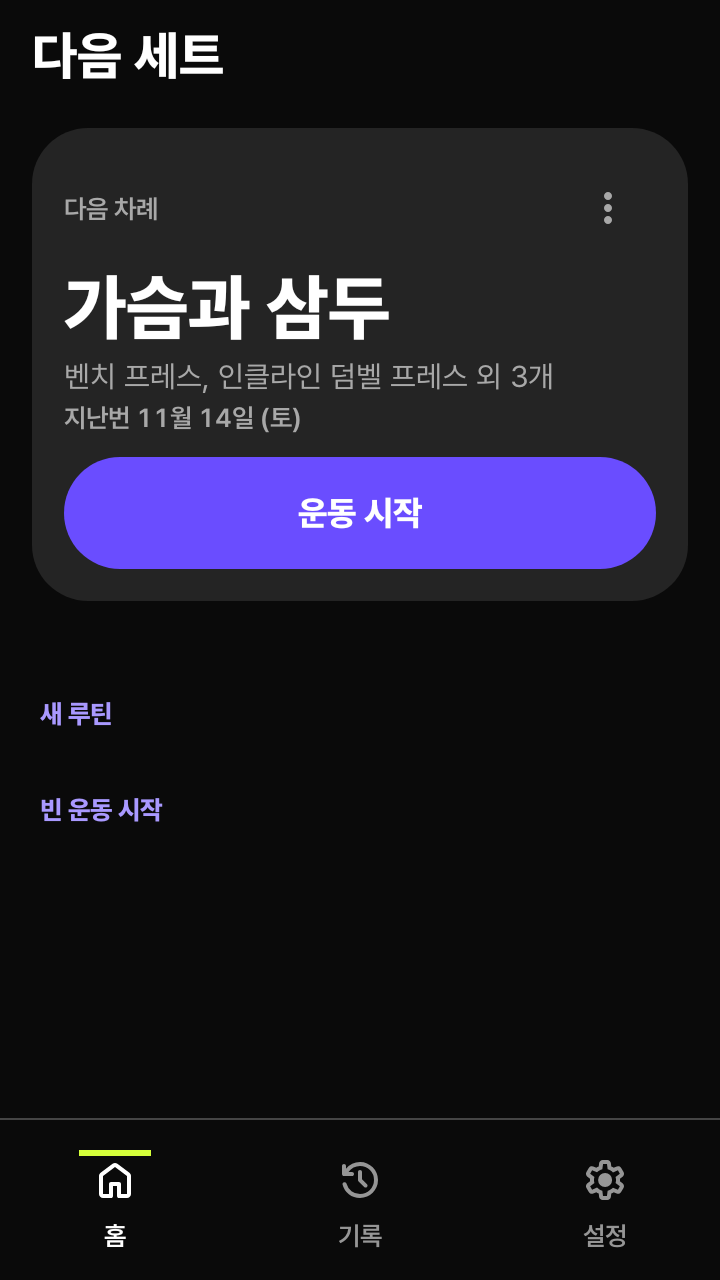 다음 세트
다음 차례
가슴과 삼두
벤치 프레스, 인클라인 덤벨 프레스 외 3개
지난번 11월 14일 (토)
운동 시작
새 루틴
빈 운동 시작
홈
기록
설정